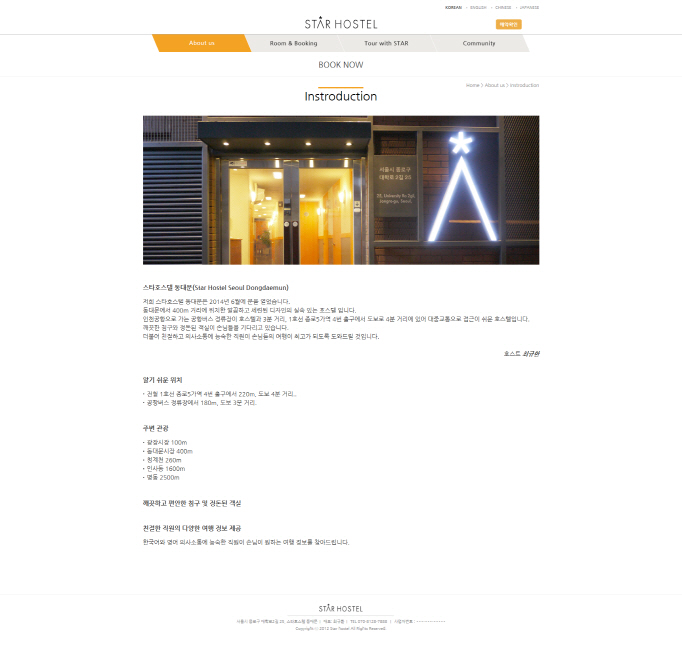 KOREAN · ENGLISH · CHINESE · JAPANESE
STAR HOSTEL
예약확인
About us Room & Booking Tour with STAR Community
BOOK NOW
Home > About us > Instroduction
Instroduction
서울시 종로구
대학로 2길 20
스타호스텔 동대문(Star Hostel Seoul Dongdaemun)
저희 스타호스텔 동대문은 2014년 6월에 문을 열었습니다.
동대문에서 400m 거리에 위치한 깔끔하고 세련된 디자인의 실속 있는 호스텔 입니다.
인천공항으로 가는 공항버스 정류장이 호스텔과 3분 거리, 1호선 종로5가역 4번 출구에서 도보로 4분 거리에 있어 대중교통으로 접근이 쉬운 호스텔입니다.
깨끗한 침구와 정돈된 객실이 손님들을 기다리고 있습니다.
더불어 친절하고 의사소통에 능숙한 직원이 손님들의 여행이 최고가 되도록 도와드릴 것입니다.
호스트 최규원
찾기 쉬운 위치
· 전철 1호선 종로5가역 4번 출구에서 220m, 도보 4분 거리..
· 공항버스 정류장에서 180m, 도보 3분 거리.
주변 관광
· 광장시장 100m
· 동대문시장 400m
· 청계천 260m
· 인사동 1600m
· 명동 2500m
깨끗하고 편안한 침구 및 정돈된 객실
친절한 직원의 다양한 여행 정보 제공
한국어와 영어 의사소통에 능숙한 직원이 손님이 원하는 여행 정보를 찾아드립니다.
STAR HOSTEL
Copyright ⓒ 2012 Star Hostel All Rights Reserved.